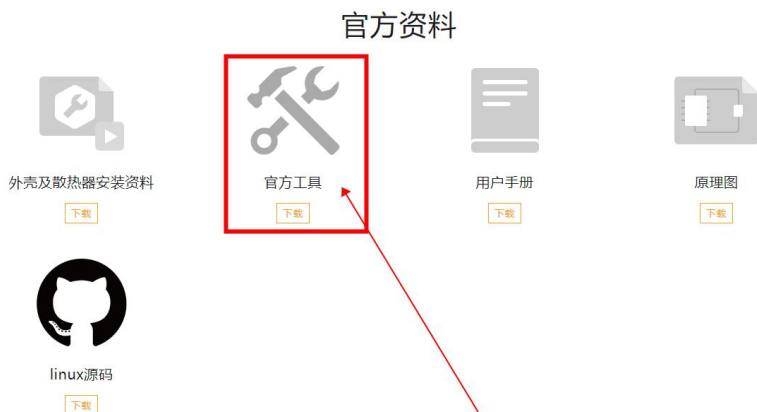 官方资料
外壳及散热器安装资料
官方工具
用户手册
原理图
下载
下载
下载
下载
linux源码
下载